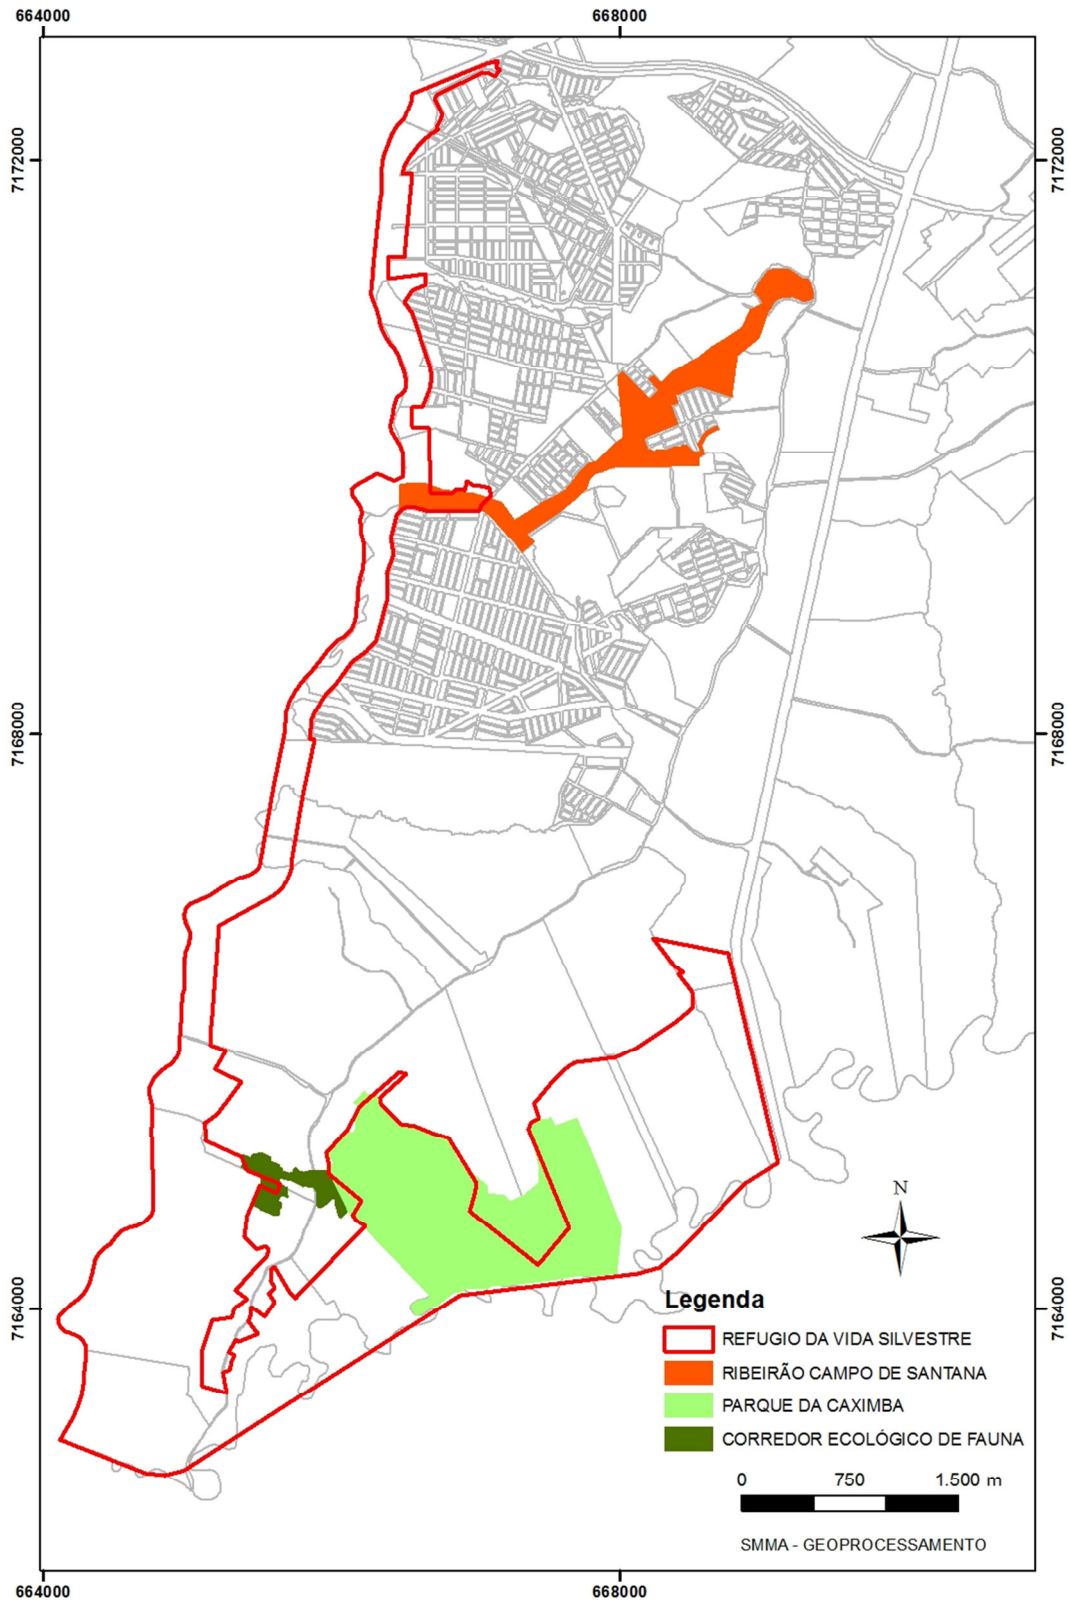 664000 668000
7172000 7172000
7168000 7168000
7164000 7164000
N
Legenda
REFUGIO DA VIDA SILVESTRE
RIBEIRÃO CAMPO DE SANTANA
PARQUE DA CAXIMBA
CORREDOR ECOLÓGICO DE FAUNA
0 750 1.500 m
SMMA - GEOPROCESSAMENTO
664000 668000